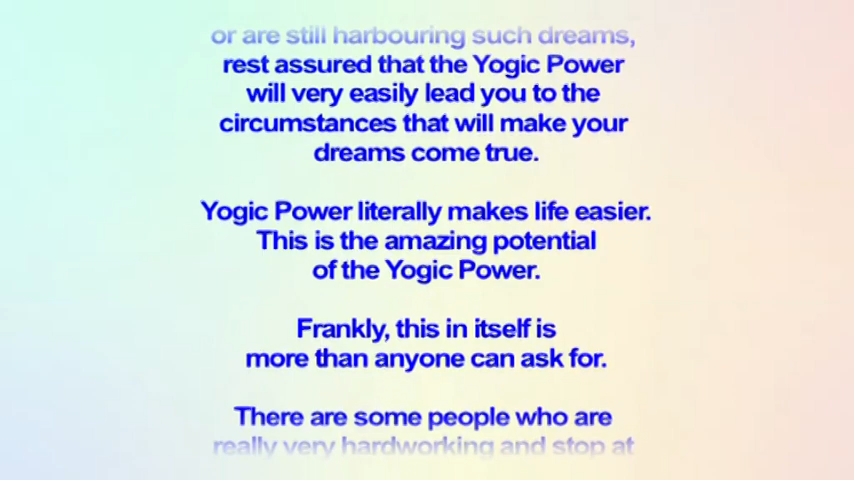 or are still harbouring such dreams,
rest assured that the Yogic Power
will very easily lead you to the
circumstances that will make your
dreams come true.
Yogic Power literally makes life easier.
This is the amazing potential
of the Yogic Power.
Frankly, this in itself is
more than anyone can ask for.
There are some people who are
really very hardworking and stop at